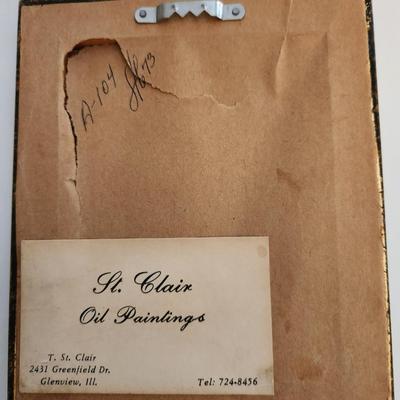 A-104
St. Clair
Oil Paintings
T. St. Clair
2431 Greenfield Dr.
Glenview, Ill.
Tel: 724-8456